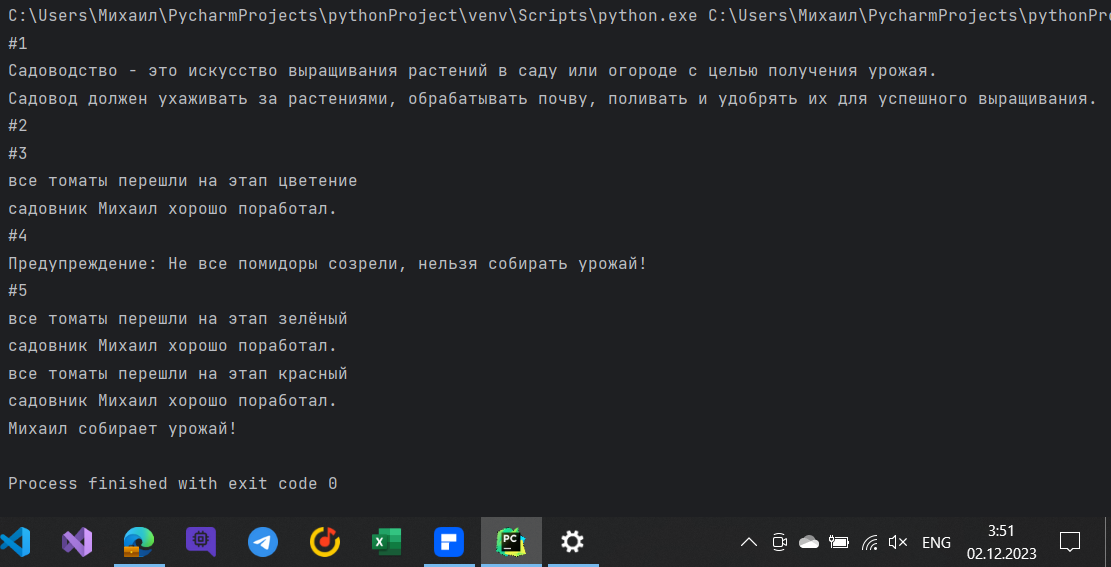 C:\Users\Михаил\PycharmProjects\pythonProject\venv\Scripts\python.exe C:\Users\Михаил\PycharmProjects\pythonPro
#1
Садоводство - это искусство выращивания растений в саду или огороде с целью получения урожая.
Садовод должен ухаживать за растениями, обрабатывать почву, поливать и удобрять их для успешного выращивания.
#2
#3
все томаты перешли на этап цветение
садовник Михаил хорошо поработал.
#4
Предупреждение: Не все помидоры созрели, нельзя собирать урожай!
#5
все томаты перешли на этап зелёный
садовник Михаил хорошо поработал.
все томаты перешли на этап красный
садовник Михаил хорошо поработал.
Михаил собирает урожай!
Process finished with exit code 0
PC
ENG
3:51
02.12.2023